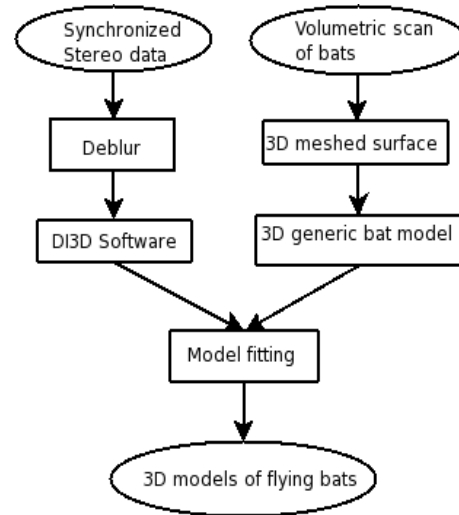 Synchronized
Stereo data
Volumetric scan
of bats
Deblur
3D meshed surface
DI3D Software
3D generic bat model
Model fitting
3D models of flying bats